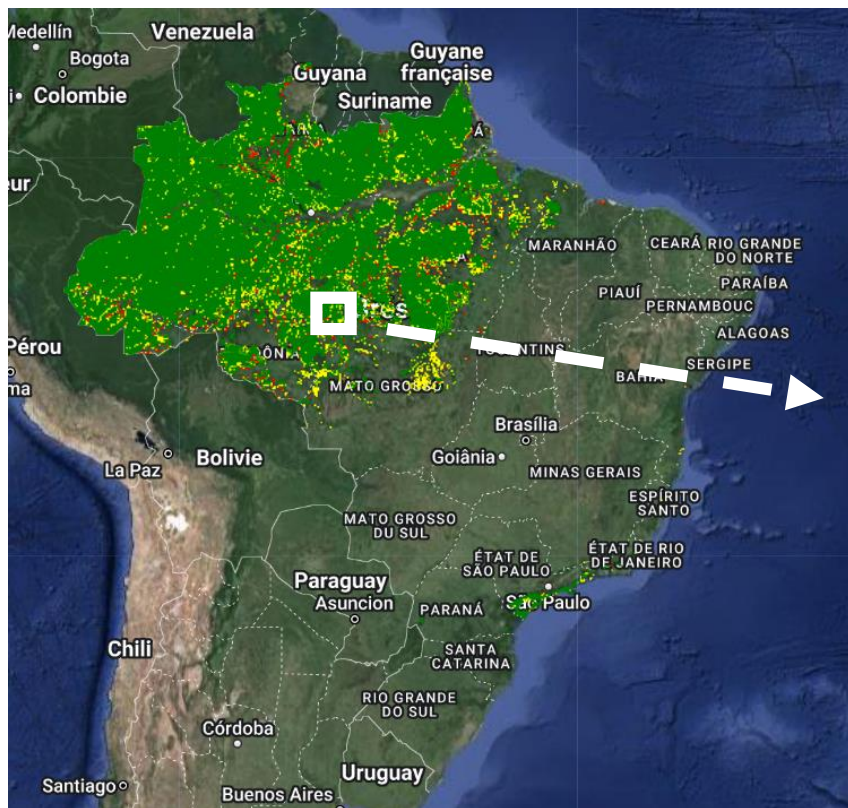 Medellín
Venezuela
Bogota
Colombie
Guyana
Guyane
française
Suriname
MARANHÃO
CEARÁ
RIO GRANDE
DO NORTE
PARAÍBA
PIAUÍ
PERNAMBOUC
ALAGOAS
SERGIPE
Pérou
TOCANTINS
BAHIA
MATO GROSSO
Brasília
Goiânia
Bolivie
La Paz
MINAS GERAIS
ESPÍRITO
SANTO
MATO GROSSO
DU SUL
ÉTAT DE
SÃO PAULO
ÉTAT DE RIO
DE JANEIRO
Paraguay
Asuncion
São Paulo
PARANÁ
Chili
SANTA
CATARINA
RIO GRANDE
DO SUL
Córdoba
Uruguay
Santiago
Buenos Aires